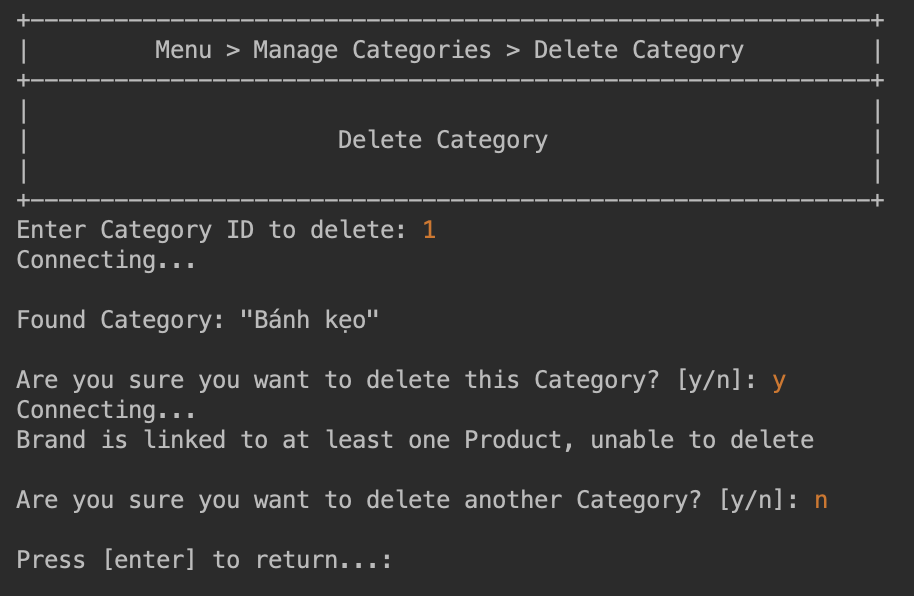 +------------------------------------------------------------+
|         Menu > Manage Categories > Delete Category         |
+------------------------------------------------------------+
|                                                            |
|                      Delete Category                       |
|                                                            |
+------------------------------------------------------------+
Enter Category ID to delete: 1
Connecting...
Found Category: "Bánh kẹo"
Are you sure you want to delete this Category? [y/n]: y
Connecting...
Brand is linked to at least one Product, unable to delete
Are you sure you want to delete another Category? [y/n]: n
Press [enter] to return...: